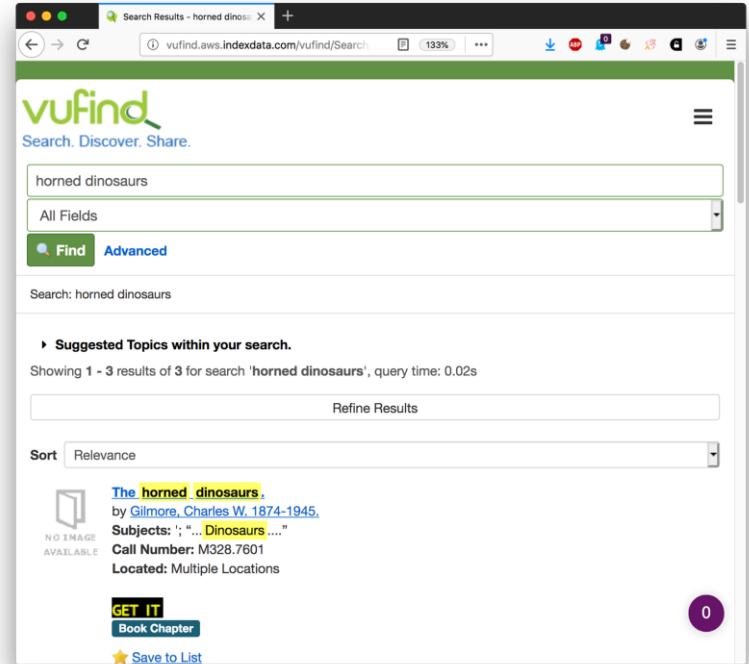 Search Results - horned dinosa
vufind.aws.indexdata.com/vufind/Search
133%
ABP
0
vufind
Search. Discover. Share.
horned dinosaurs
All Fields
Find Advanced
Search: horned dinosaurs
Suggested Topics within your search.
Showing 1 - 3 results of 3 for search 'horned dinosaurs', query time: 0.02s
Refine Results
Sort Relevance
NO IMAGE
AVAILABLE
The horned dinosaurs.
by Gilmore, Charles W. 1874-1945.
Subjects: '; “... Dinosaurs ....”
Call Number: M328.7601
Located: Multiple Locations
GET IT
Book Chapter
Save to List
0